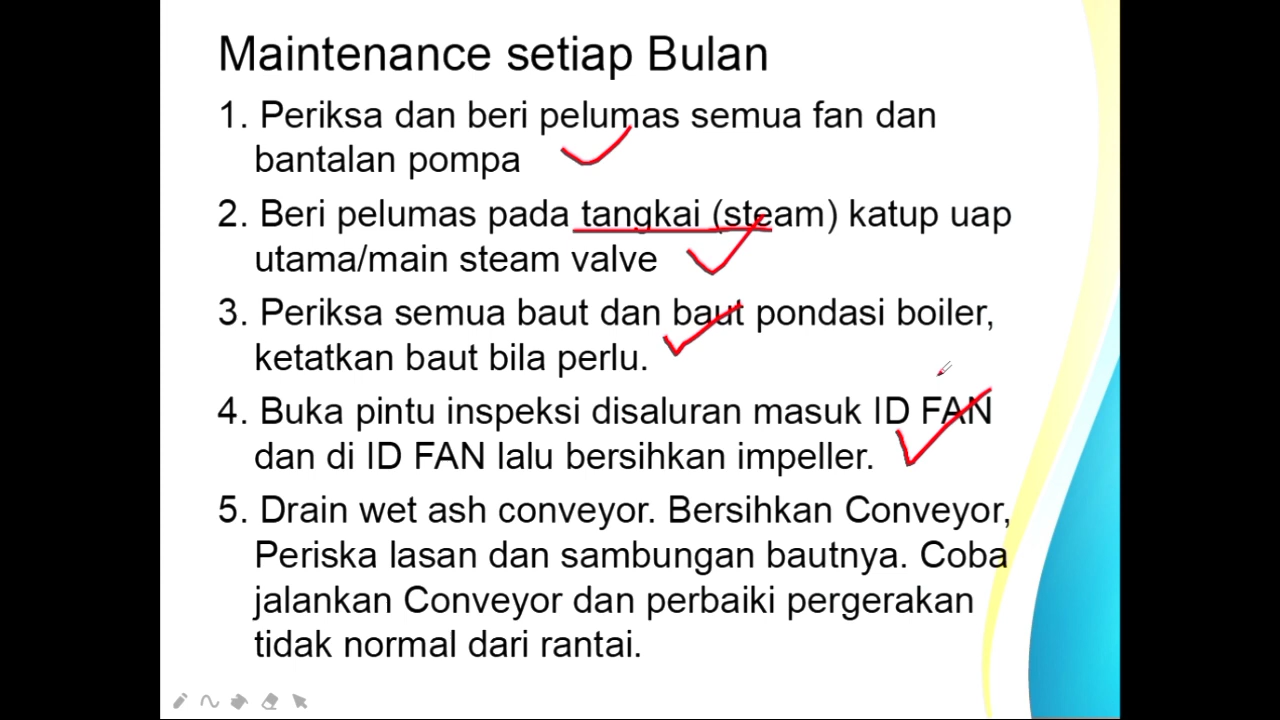 Maintenance setiap Bulan
1. Periksa dan beri pelumas semua fan dan
bantalan pompa
2. Beri pelumas pada tangkai (steam) katup uap
utama/main steam valve
3. Periksa semua baut dan baut pondasi boiler,
ketatkan baut bila perlu.
4. Buka pintu inspeksi disaluran masuk ID FAN
dan di ID FAN lalu bersihkan impeller.
5. Drain wet ash conveyor. Bersihkan Conveyor,
Periska lasan dan sambungan bautnya. Coba
jalankan Conveyor dan perbaiki pergerakan
tidak normal dari rantai.